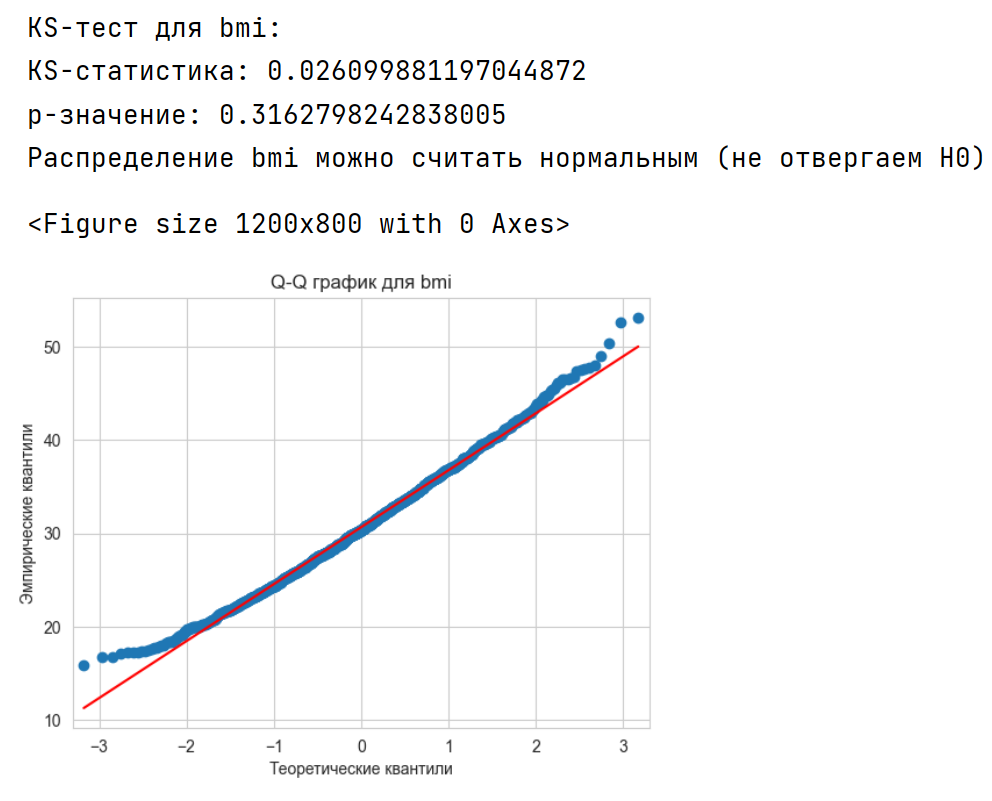 KS-тест для bmi:
KS-статистика: 0.026099881197044872
p-значение: 0.3162798242838005
Распределение bmi можно считать нормальным (не отвергаем H0)
<Figure size 1200x800 with 0 Axes>
Q-Q график для bmi
Эмпирические квантили
50
40
30
20
10
−3 −2 −1 0 1 2 3
Теоретические квантили